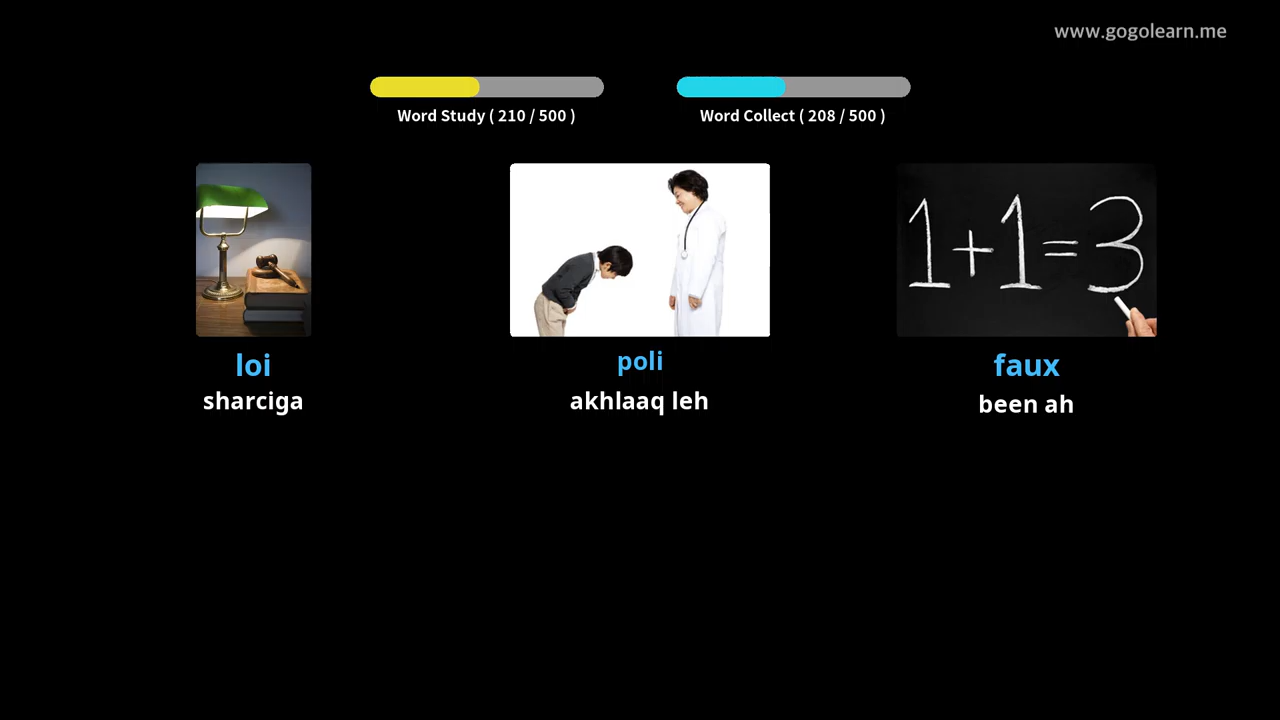 www.gogolearn.me
Word Study ( 210 / 500 )
Word Collect ( 208 / 500 )
1+1=3
loi
sharciga
poli
akhlaaq leh
faux
been ah